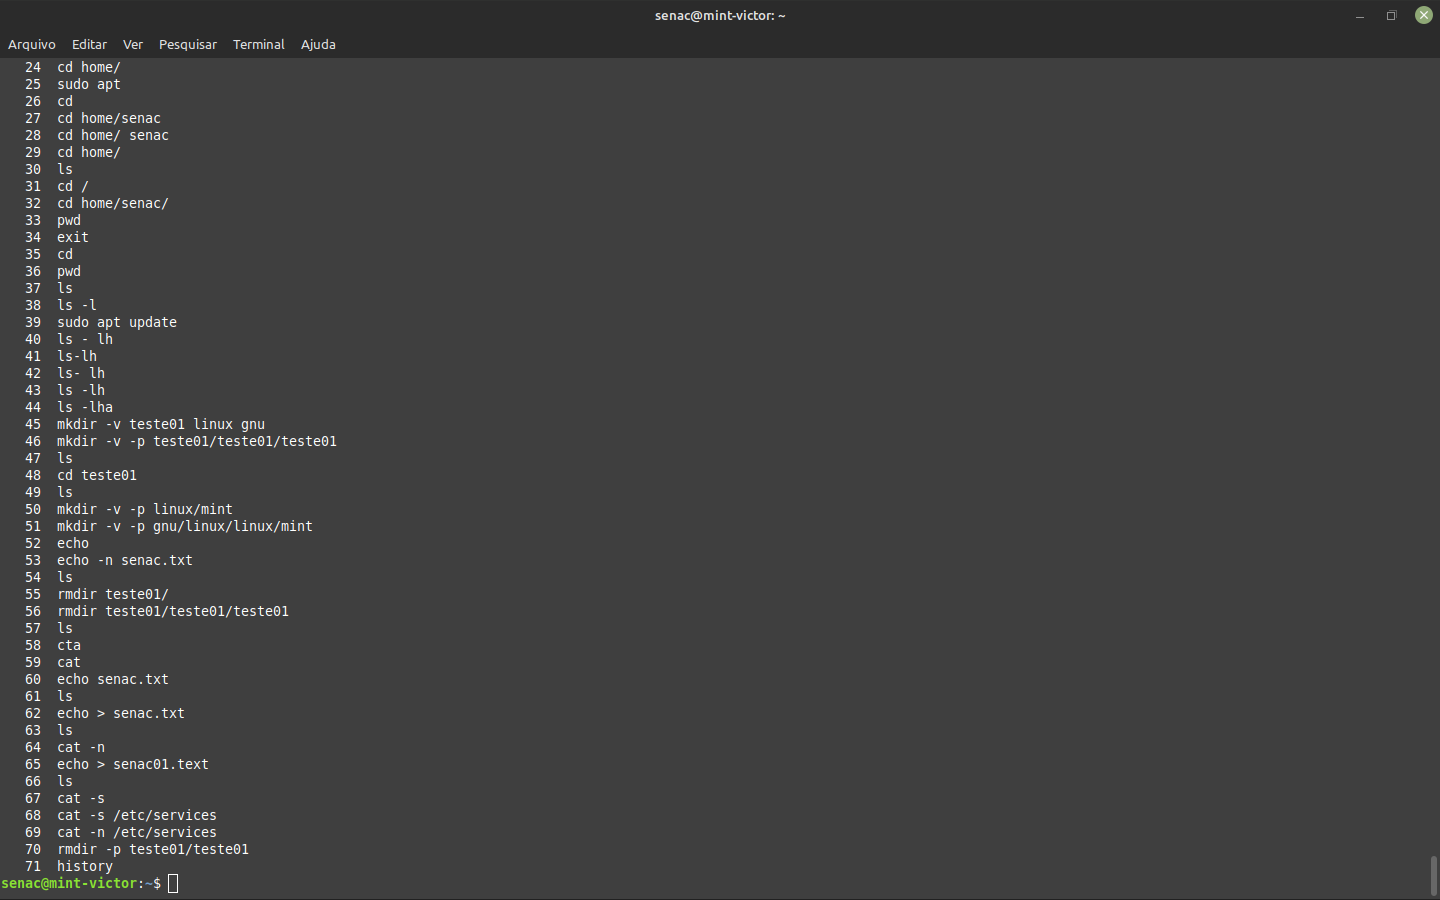 senac@mint-victor: ~
Arquivo Editar Ver Pesquisar Terminal Ajuda
24 cd home/
25 sudo apt
26 cd
27 cd home/senac
28 cd home/ senac
29 cd home/
30 ls
31 cd /
32 cd home/senac/
33 pwd
34 exit
35 cd
36 pwd
37 ls
38 ls -l
39 sudo apt update
40 ls - lh
41 ls-lh
42 ls- lh
43 ls -lh
44 ls -lha
45 mkdir -v teste01 linux gnu
46 mkdir -v -p teste01/teste01/teste01
47 ls
48 cd teste01
49 ls
50 mkdir -v -p linux/mint
51 mkdir -v -p gnu/linux/linux/mint
52 echo
53 echo -n senac.txt
54 ls
55 rmdir teste01/
56 rmdir teste01/teste01/teste01
57 ls
58 cta
59 cat
60 echo senac.txt
61 ls
62 echo > senac.txt
63 ls
64 cat -n
65 echo > senac01.text
66 ls
67 cat -s
68 cat -s /etc/services
69 cat -n /etc/services
70 rmdir -p teste01/teste01
71 history
senac@mint-victor:~$